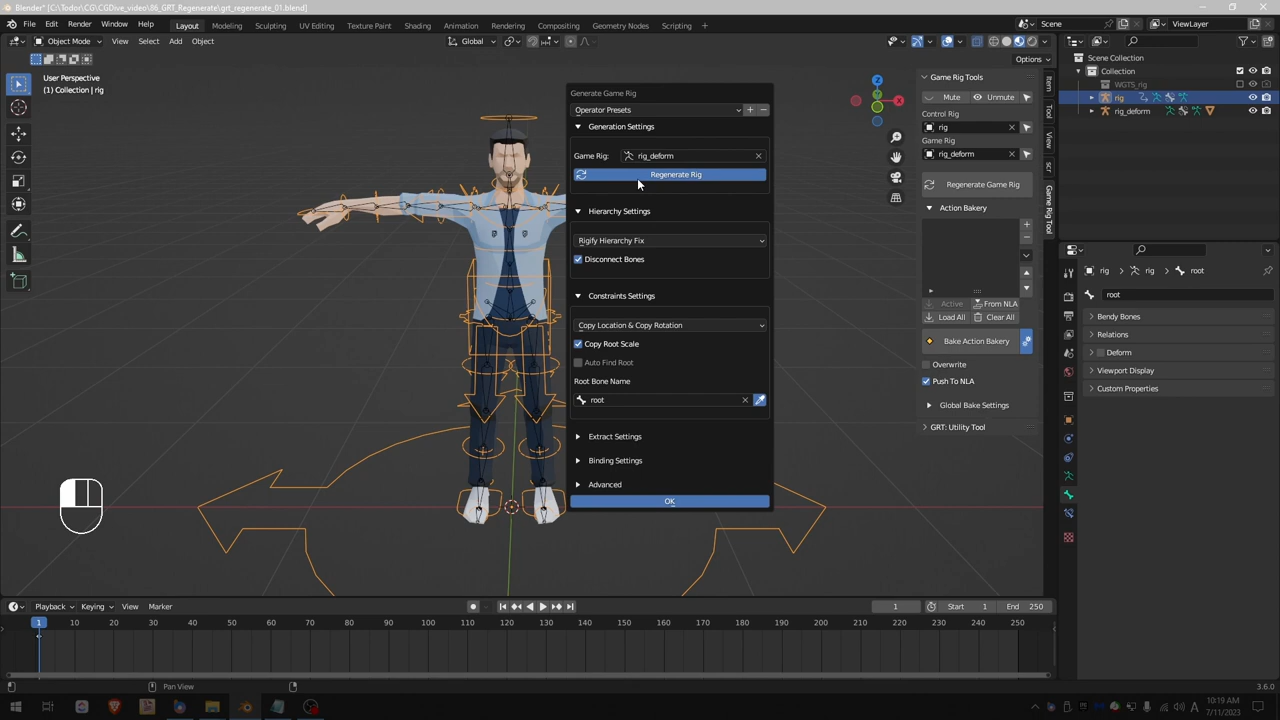 Blender* [C:\Todor\CG\CGDive_video\86_GRT_Regenerate\grt_regenerate_01.blend]
File Edit Render Window Help Layout Modeling Sculpting UV Editing Texture Paint Shading Animation Rendering Compositing Geometry Nodes Scripting + Scene ViewLayer
Object Mode View Select Add Object Global
Options
User Perspective
(1) Collection | rig
Z
X
Generate Game Rig
Operator Presets
Generation Settings
Game Rig: rig_deform
Regenerate Rig
Hierarchy Settings
Rigify Hierarchy Fix
Disconnect Bones
Constraints Settings
Copy Location & Copy Rotation
Copy Root Scale
Auto Find Root
Root Bone Name
root
Extract Settings
Binding Settings
Advanced
OK
Game Rig Tools
Mute Unmute
Control Rig
rig
Game Rig
rig_deform
Regenerate Game Rig
Action Bakery
Active From NLA
Load All Clear All
Bake Action Bakery
Overwrite
Push To NLA
Global Bake Settings
GRT: Utility Tool
Item
Tool
View
scr
Game Rig Tool
Scene Collection
Collection
WGTS_rig
rig
rig_deform
rig rig root
root
Bendy Bones
Relations
Deform
Viewport Display
Custom Properties
Playback Keying View Marker 1 Start 1 End 250
1 10 20 30 40 50 60 70 80 90 100 110 120 130 140 150 160 170 180 190 200 210 220 230 240 250
Pan View 3.6.0
10:19 AM
7/11/2023